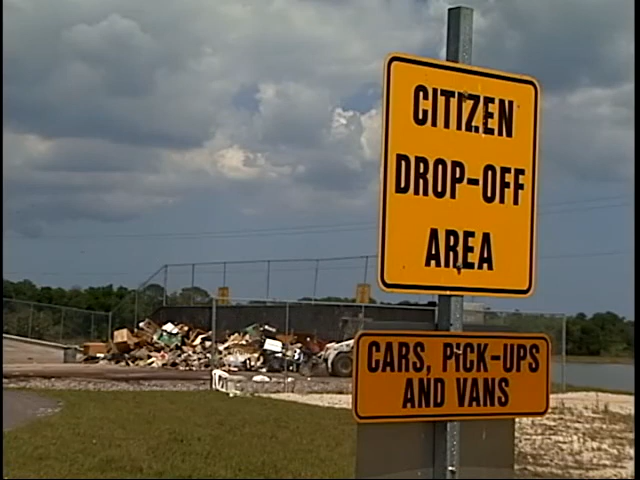 CITIZEN
DROP-OFF
AREA
CARS, PICK-UPS
AND VANS